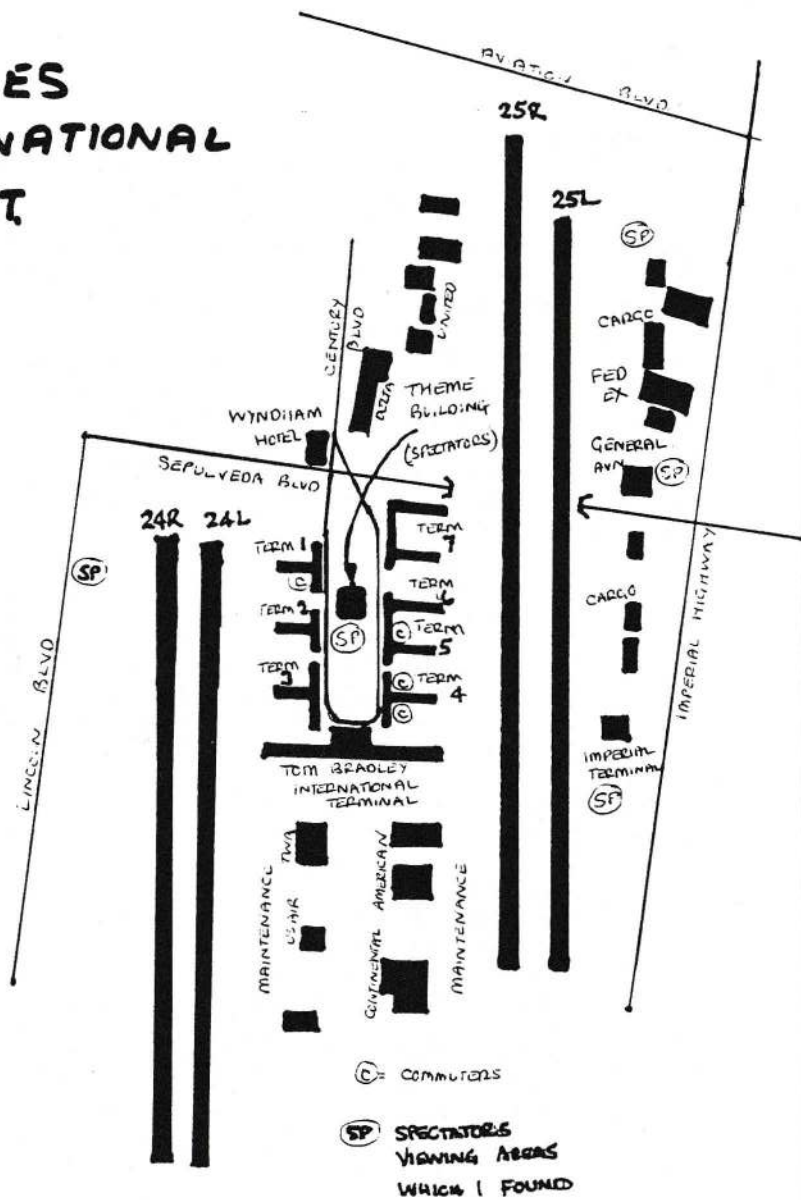 ES
NATIONAL
T
AVIATION BLVD
25R
25L
SP
CENTURY
BLVD
UNITED
CARGO
DELTA
THEME
BUILDING
(SPECTATORS)
FED
EX
WYNDHAM
HOTEL
GENERAL
AVN
SP
SEPULVEDA BLVD
24R
24L
SP
LINCOLN BLVD
TERM 1
C
TERM 2
TERM
3
SP
TERM
7
TERM
6
C TERM
5
C TERM
4
C
CARGO
IMPERIAL HIGHWAY
IMPERIAL
TERMINAL
SP
TOM BRADLEY
INTERNATIONAL
TERMINAL
MAINTENANCE
TWA
US AIR
AMERICAN
CONTINENTAL
MAINTENANCE
C = COMMUTERS
SP SPECTATORS
VIEWING AREAS
WHICH I FOUND